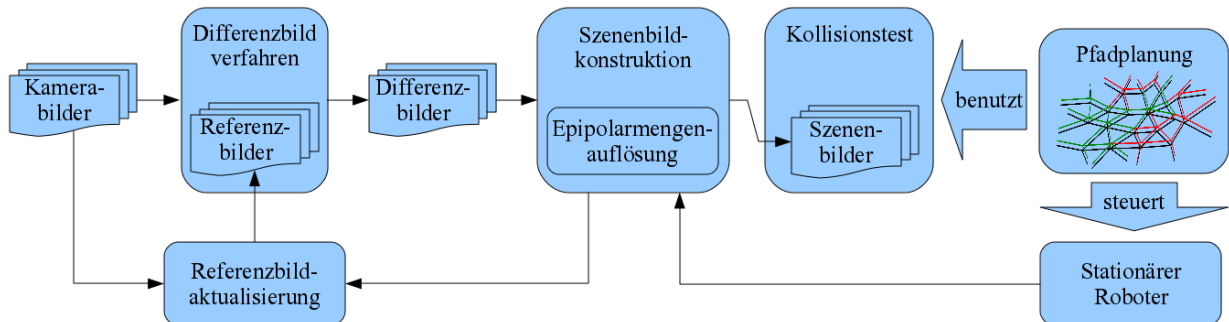 Kamera-
bilder
Differenzbild
verfahren
Referenz-
bilder
Differenz-
bilder
Szenenbild-
konstruktion
Epipolarmengen-
auflösung
Kollisionstest
Szenen-
bilder
benutzt
Pfadplanung
steuert
Referenzbild-
aktualisierung
Stationärer
Roboter